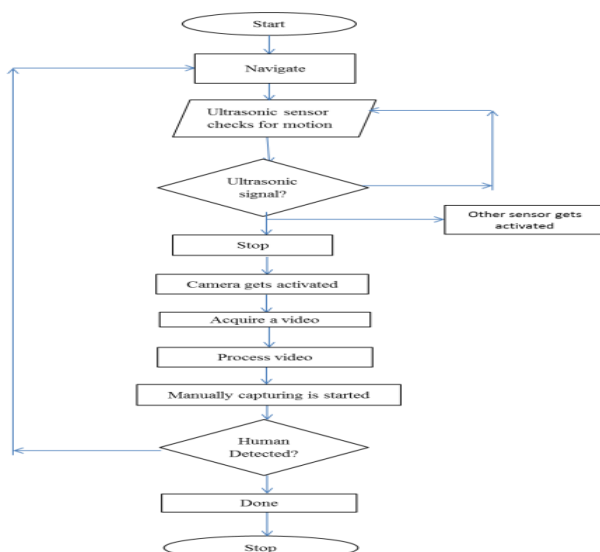 Start
Navigate
Ultrasonic sensor
checks for motion
Ultrasonic
signal?
Other sensor gets
activated
Stop
Camera gets activated
Acquire a video
Process video
Manually capturing is started
Human
Detected?
Done
Stop